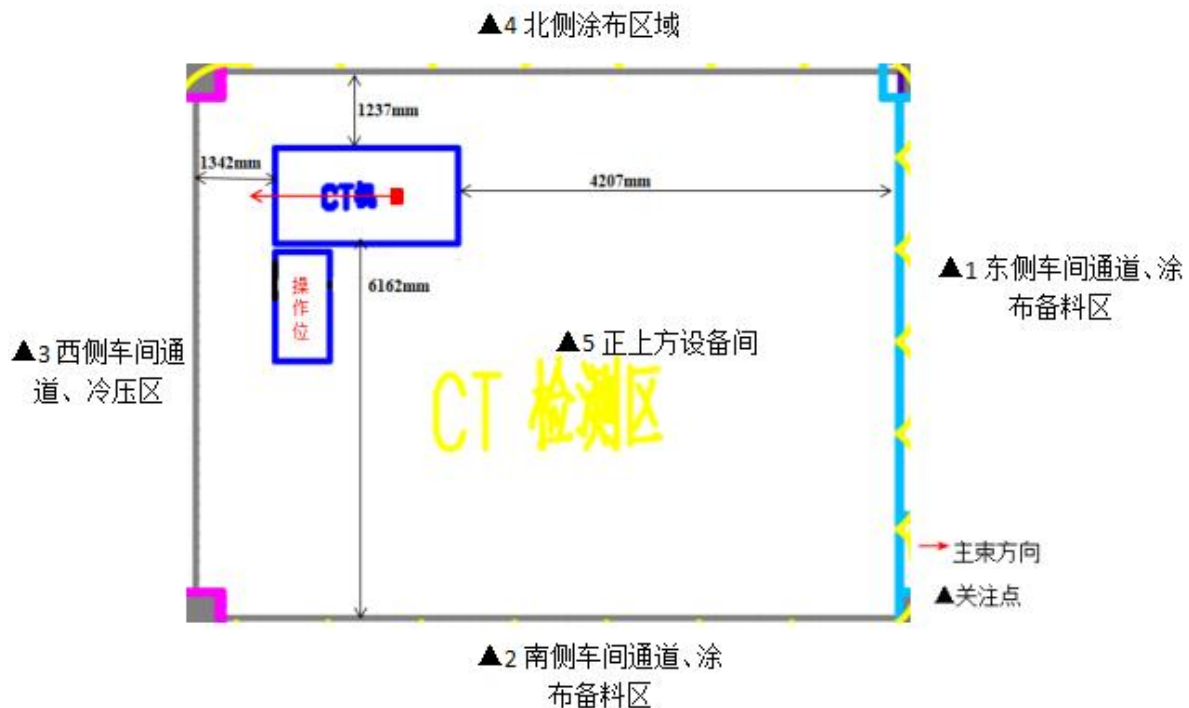 ▲4 北侧涂布区域
1237mm
1342mm
CT机
4207mm
操
作
位
6162mm
▲1 东侧车间通道、涂
布备料区
▲3 西侧车间通
道、冷压区
▲5 正上方设备间
CT 检测区
主束方向
▲关注点
▲2 南侧车间通道、涂
布备料区